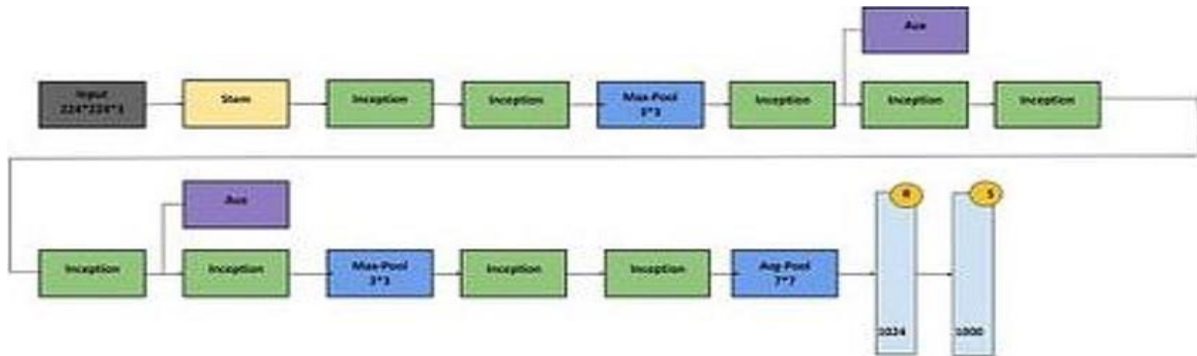 Aux
Input
224*224*3
Stem
Inception
Inception
Max-Pool
3*3
Inception
Inception
Inception
Aux
R
S
Inception
Inception
Max-Pool
3*3
Inception
Inception
Avg-Pool
7*7
1024
1000